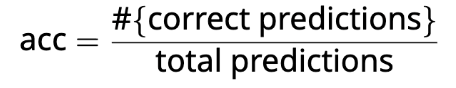 acc = #{correct predictions}
total predictions